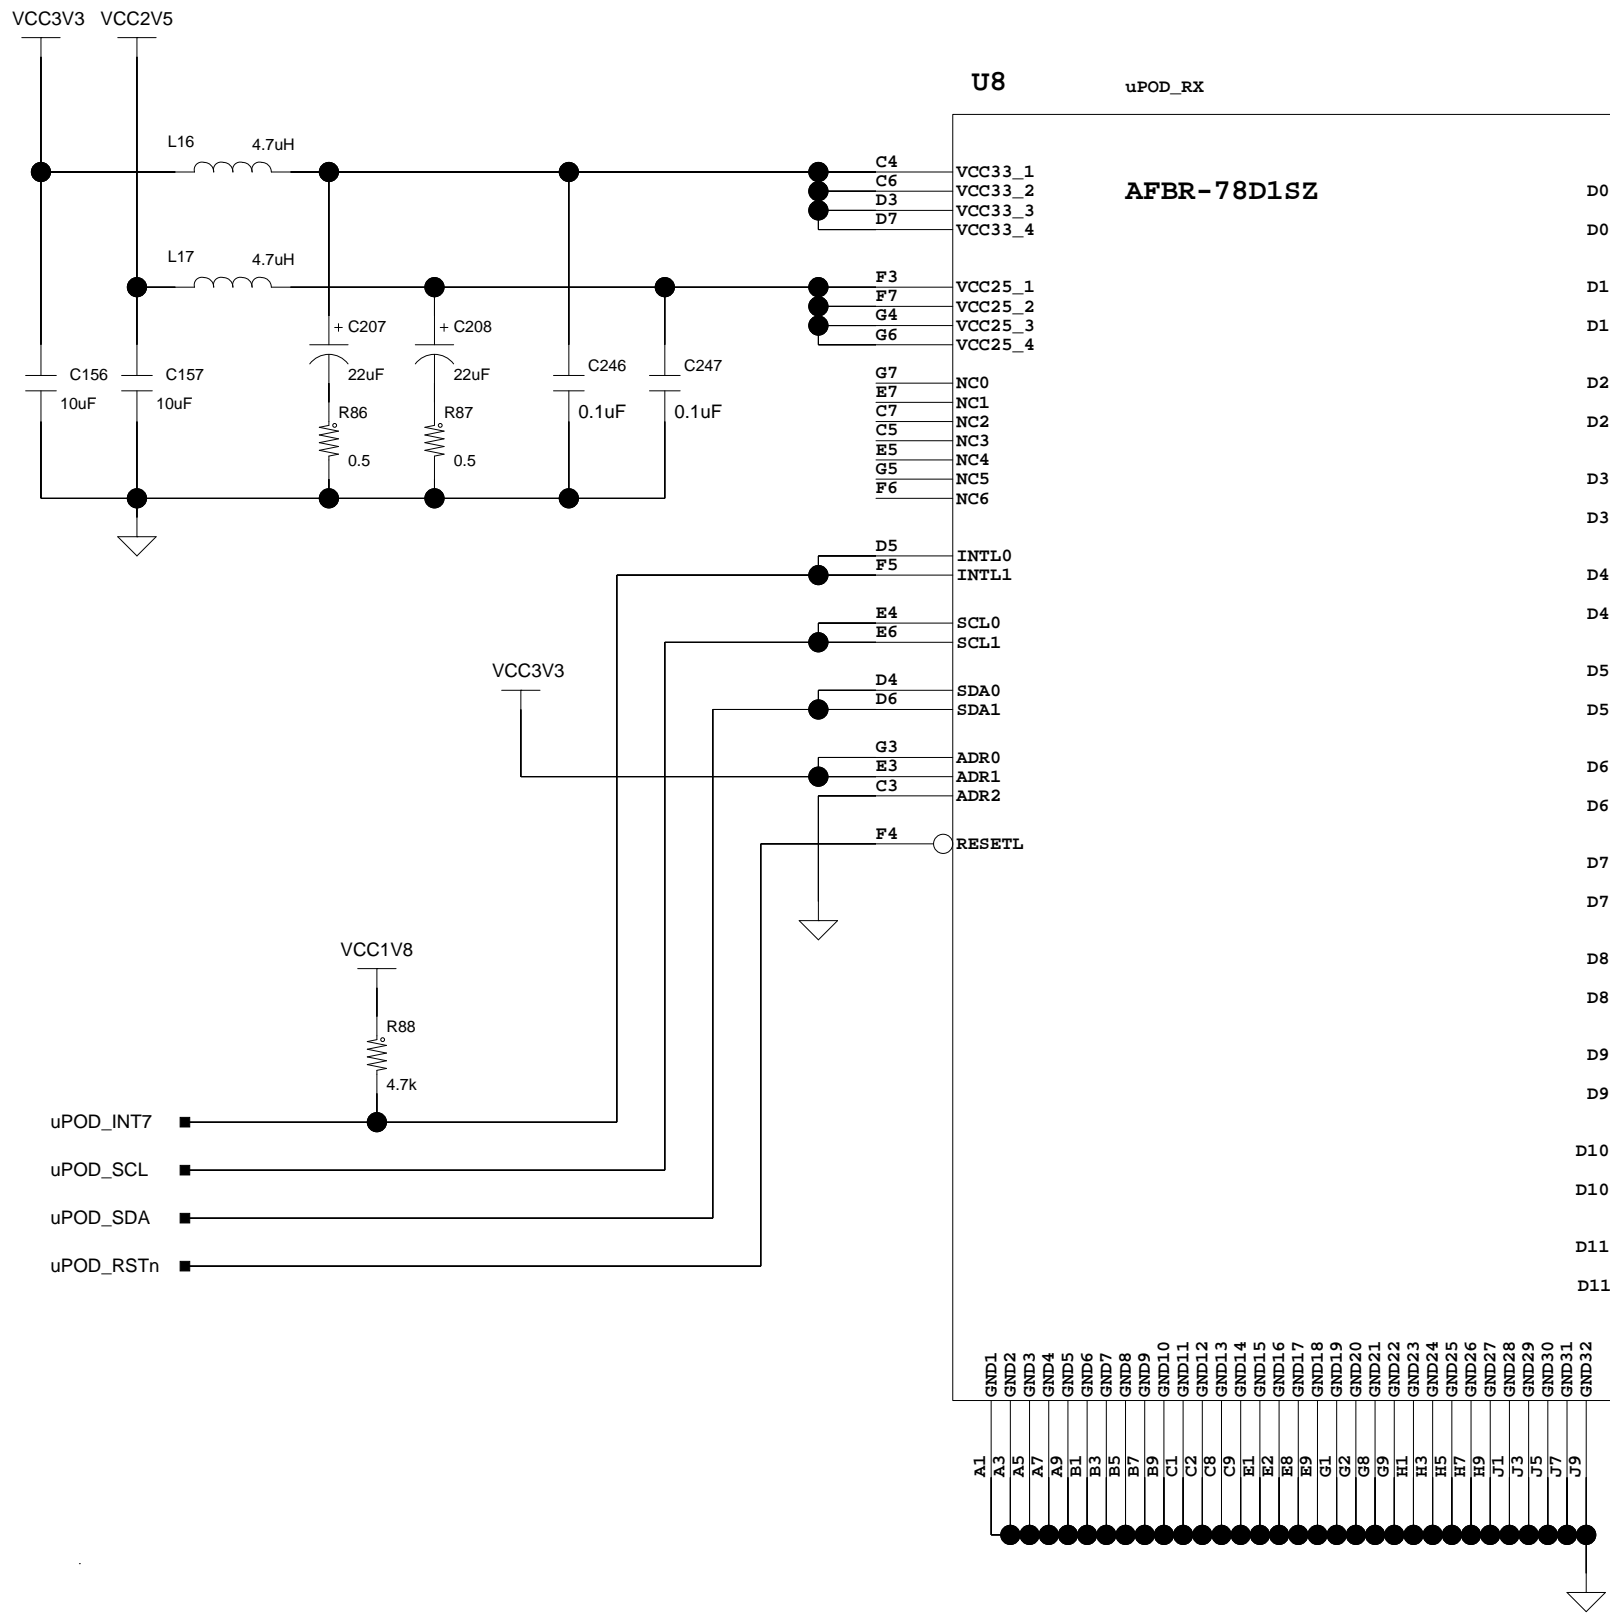 VCC3V3 VCC2V5
U8 uPOD_RX
AFBR-78D1SZ
L16 4.7uH
L17 4.7uH
+ C207
22uF
+ C208
22uF
C156
10uF
C157
10uF
R86
0.5
R87
0.5
C246
0.1uF
C247
0.1uF
C4 VCC33_1
C6 VCC33_2
D3 VCC33_3
D7 VCC33_4
F3 VCC25_1
F7 VCC25_2
G4 VCC25_3
G6 VCC25_4
G7 NC0
E7 NC1
C7 NC2
C5 NC3
E5 NC4
G5 NC5
F6 NC6
D5 INTL0
F5 INTL1
E4 SCL0
E6 SCL1
VCC3V3
D4 SDA0
D6 SDA1
G3 ADR0
E3 ADR1
C3 ADR2
F4 RESETL
VCC1V8
R88
4.7k
uPOD_INT7
uPOD_SCL
uPOD_SDA
uPOD_RSTn
D0
D0
D1
D1
D2
D2
D3
D3
D4
D4
D5
D5
D6
D6
D7
D7
D8
D8
D9
D9
D10
D10
D11
D11
GND1 GND2 GND3 GND4 GND5 GND6 GND7 GND8 GND9 GND10 GND11 GND12 GND13 GND14 GND15 GND16 GND17 GND18 GND19 GND20 GND21 GND22 GND23 GND24 GND25 GND26 GND27 GND28 GND29 GND30 GND31 GND32
A1 A3 A5 A7 A9 B1 B3 B5 B7 B9 C1 C2 C8 C9 E1 E2 E8 E9 G1 G2 G8 G9 H1 H3 H5 H7 H9 J1 J3 J5 J7 J9